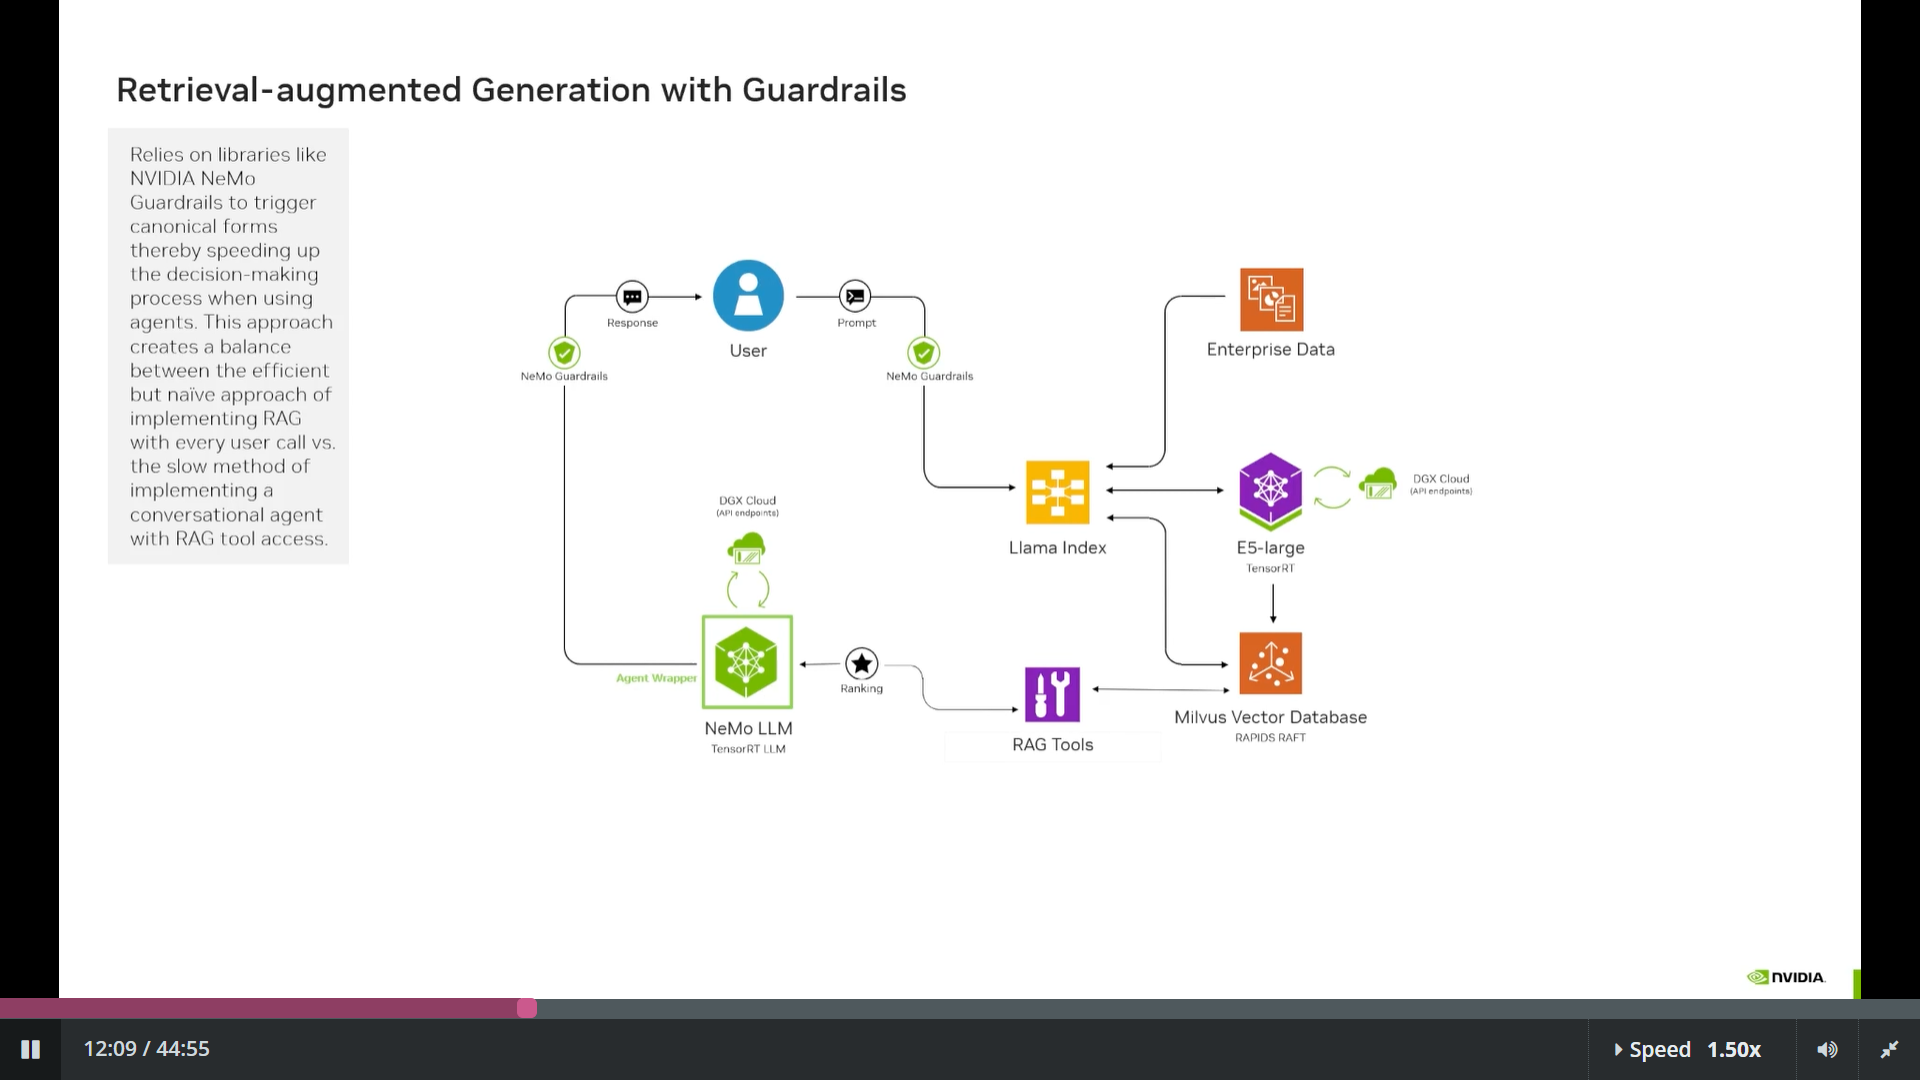 Retrieval-augmented Generation with Guardrails
Relies on libraries like
NVIDIA NeMo
Guardrails to trigger
canonical forms
thereby speeding up
the decision-making
process when using
agents. This approach
creates a balance
between the efficient
but naïve approach of
implementing RAG
with every user call vs.
the slow method of
implementing a
conversational agent
with RAG tool access.
Response
User
Prompt
NeMo Guardrails
NeMo Guardrails
Enterprise Data
Llama Index
E5-large
TensorRT
DGX Cloud
(API endpoints)
DGX Cloud
(API endpoints)
Agent Wrapper
NeMo LLM
TensorRT LLM
Ranking
RAG Tools
Milvus Vector Database
RAPIDS RAFT
NVIDIA.
12:09 / 44:55
Speed 1.50x